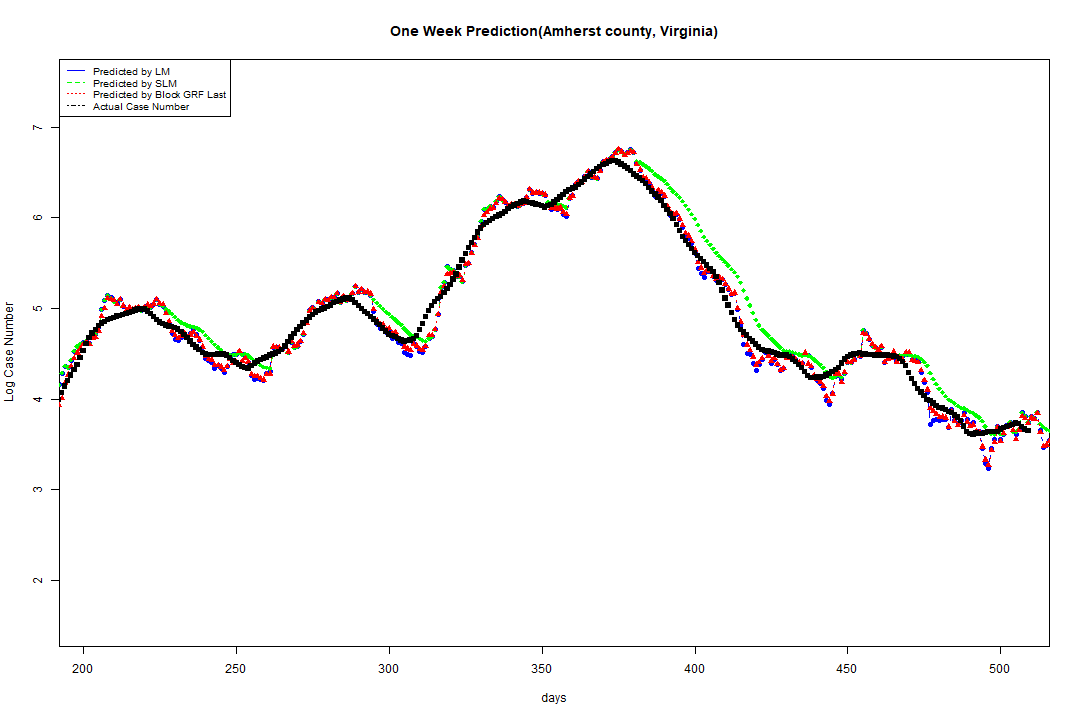 One Week Prediction(Amherst county, Virginia)
Predicted by LM
Predicted by SLM
Predicted by Block GRF Last
Actual Case Number
7
6
5
4
3
2
Log Case Number
200 250 300 350 400 450 500
days